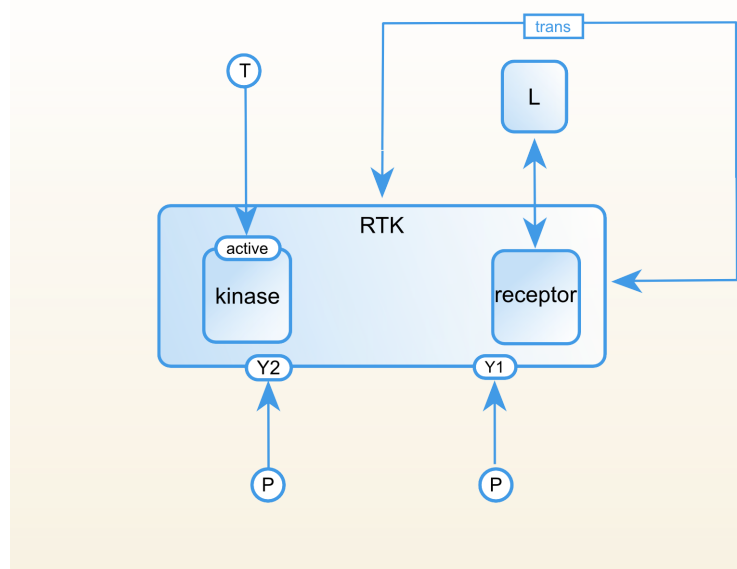 trans
T
L
RTK
active
kinase
receptor
Y2
Y1
P
P